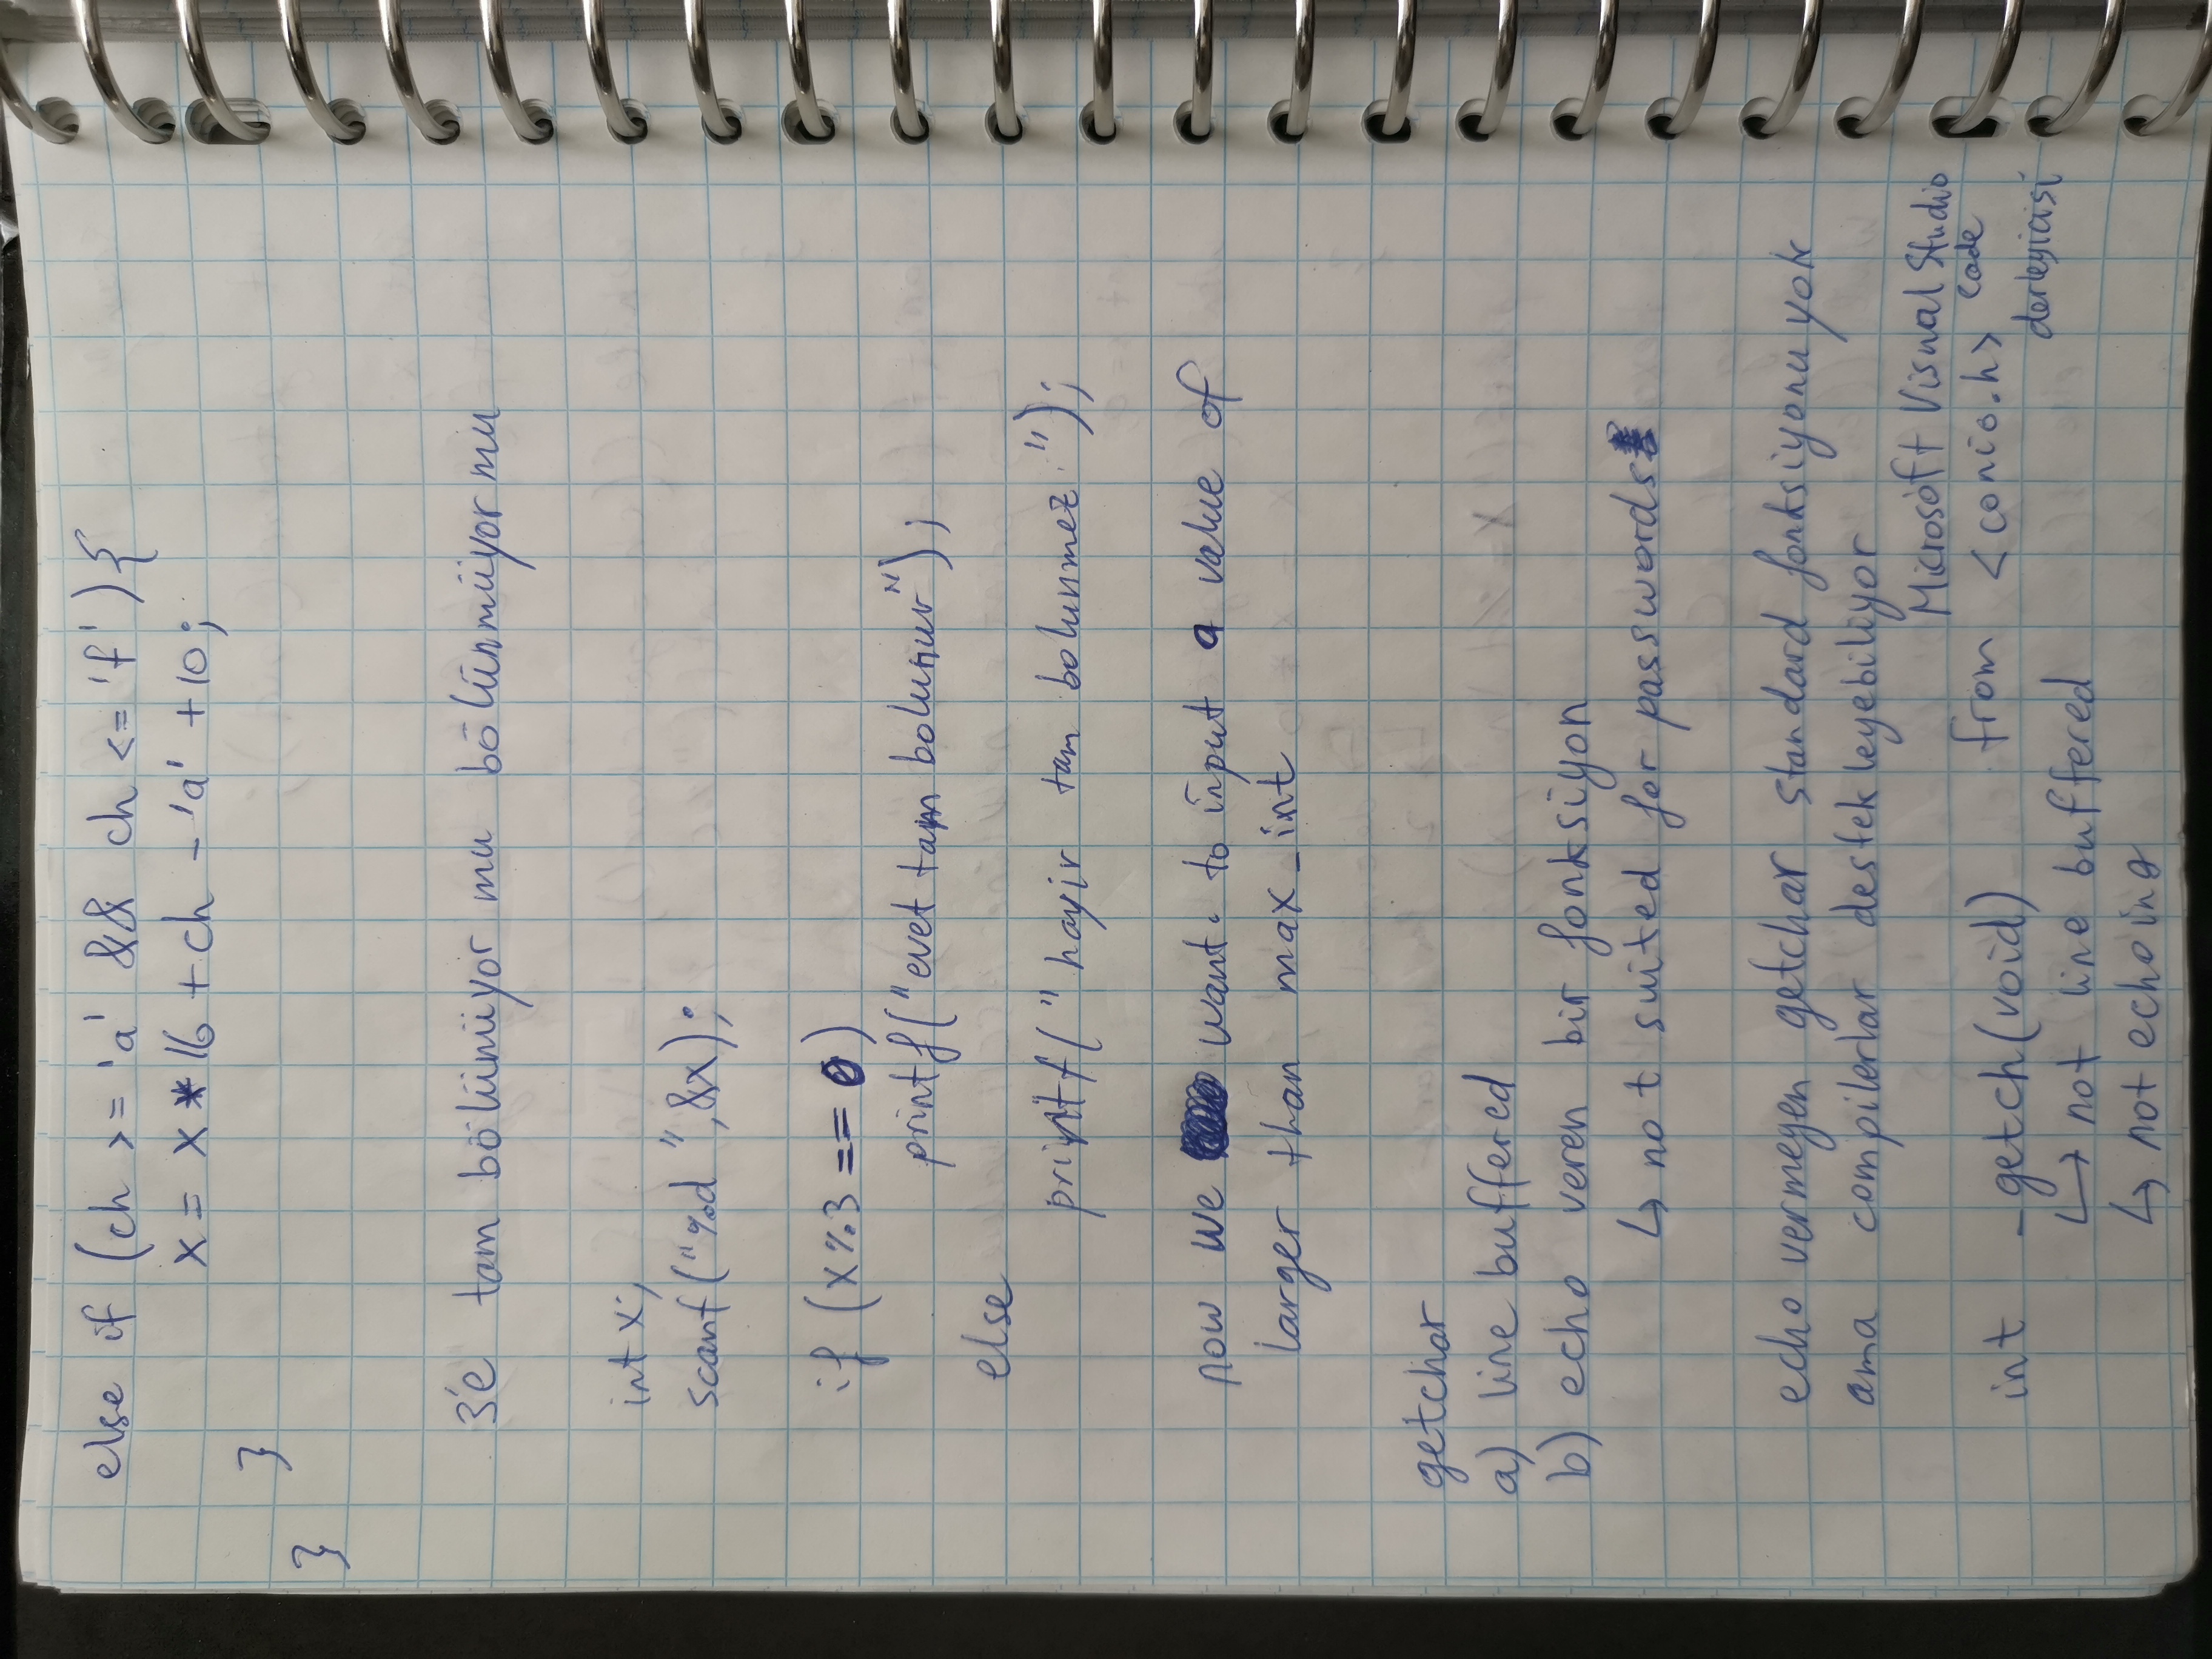 else if (ch >= 'a' && ch <= 'f'){
x = x * 16 + ch - 'a' + 10;
}
}
3'e tam bölünüyor mu bölünmüyor mu
int x;
scanf("%d ",&x);
if (x%3 == 0)
printf("evet tam bolunur");
else
printf(" hayir tam bolunmez ");
now we want to input a value of
larger than max_int
getchar
a) line buffered
b) echo veren bir fonksiyon
↳ not suited for passwords
echo vermeyen getchar standard fonksiyonu yok
ama compilerlar destekleyebiliyor
Microsoft Visual Studio
int _getch(void) from <conio.h> code
derleyicisi
↳ not line buffered
↳ not echoing